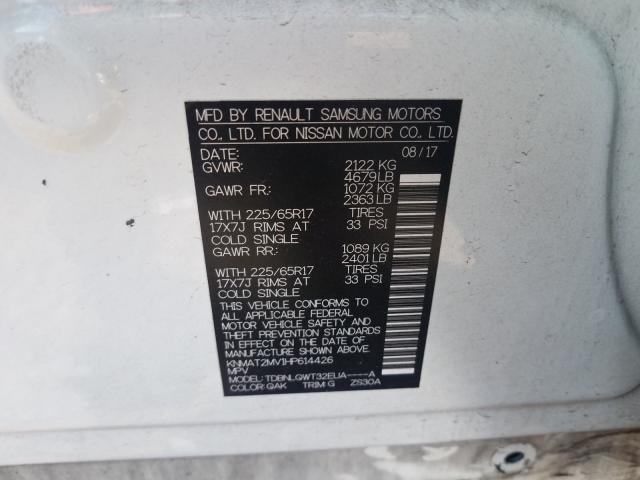 MFD BY RENAULT SAMSUNG MOTORS
CO., LTD. FOR NISSAN MOTOR CO., LTD.
DATE: 08/17
GVWR: 2122 KG
4679 LB
GAWR FR: 1072 KG
2363 LB
WITH 225/65R17 TIRES
17X7J RIMS AT 33 PSI
COLD SINGLE
GAWR RR: 1089 KG
2401 LB
WITH 225/65R17 TIRES
17X7J RIMS AT 33 PSI
COLD SINGLE
THIS VEHICLE CONFORMS TO
ALL APPLICABLE FEDERAL
MOTOR VEHICLE SAFETY AND
THEFT PREVENTION STANDARDS
IN EFFECT ON THE DATE OF
MANUFACTURE SHOWN ABOVE.
KNMAT2MV1HP614426
MPV
MODEL: TDBNLQWT32EUA----A
COLOR: QAK TRIM G ZS30A